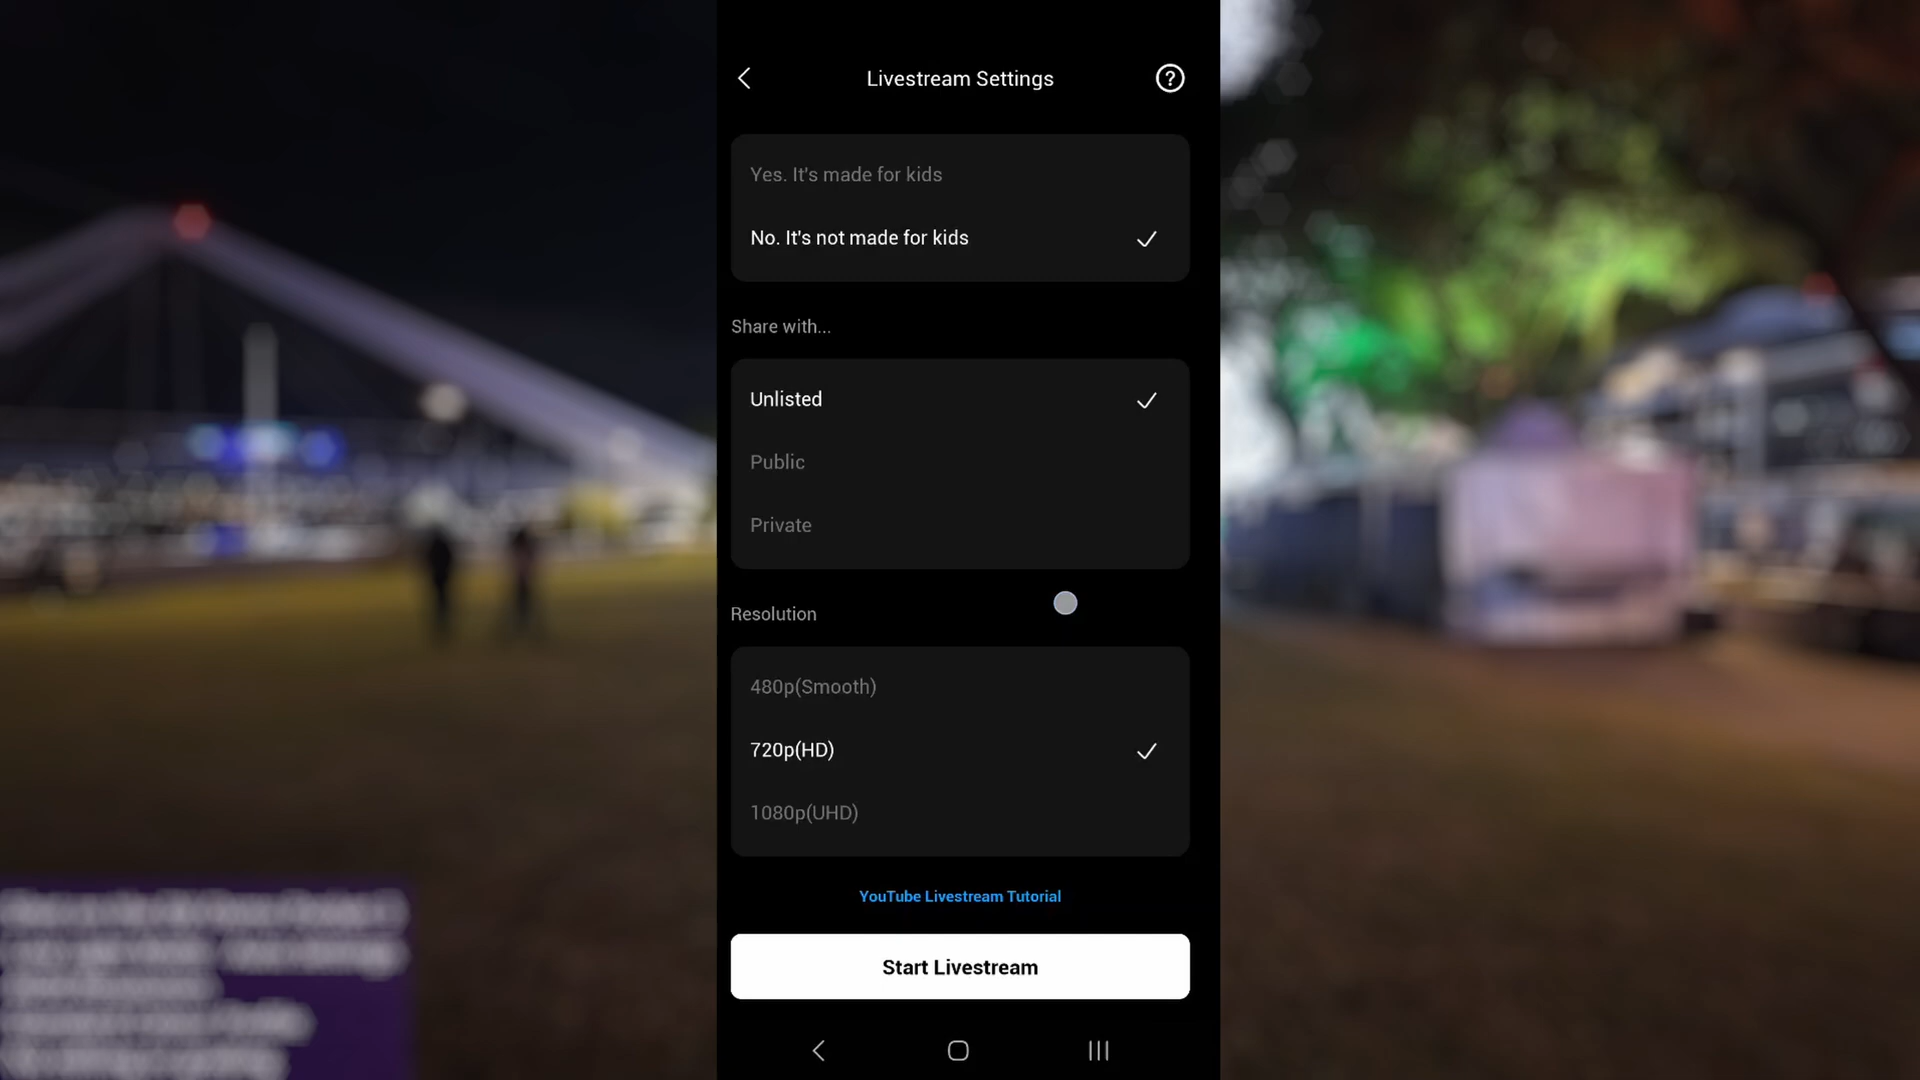 Livestream Settings
Yes. It's made for kids
No. It's not made for kids
Share with...
Unlisted
Public
Private
Resolution
480p(Smooth)
720p(HD)
1080p(UHD)
YouTube Livestream Tutorial
Start Livestream